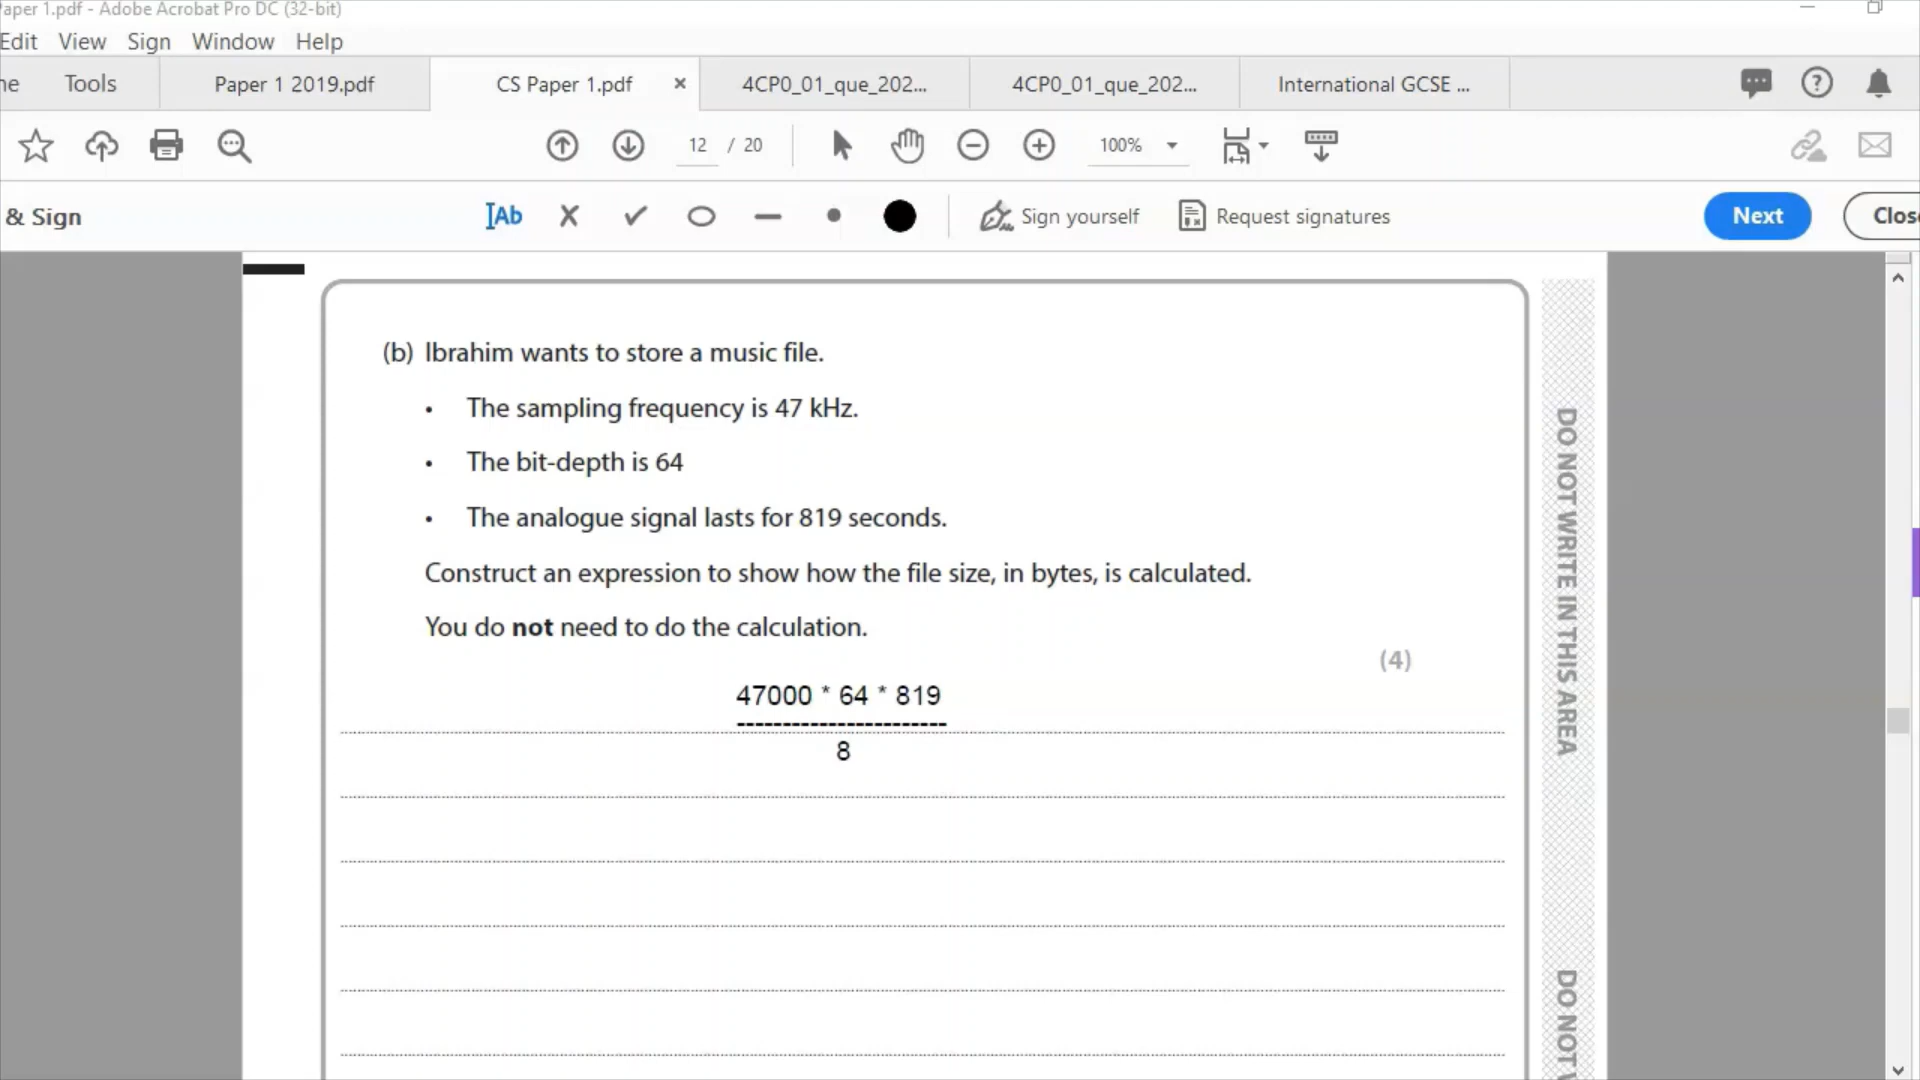 aper 1.pdf - Adobe Acrobat Pro DC (32-bit)
Edit View Sign Window Help
ne Tools Paper 1 2019.pdf CS Paper 1.pdf × 4CP0_01_que_202... 4CP0_01_que_202... International GCSE ...
12 / 20 100%
& Sign Ab Sign yourself Request signatures Next Clos
(b) Ibrahim wants to store a music file.
• The sampling frequency is 47 kHz.
• The bit-depth is 64
• The analogue signal lasts for 819 seconds.
Construct an expression to show how the file size, in bytes, is calculated.
You do not need to do the calculation.
(4)
47000 * 64 * 819
-----------------------
8
DO NOT WRITE IN THIS AREA
DO NOT